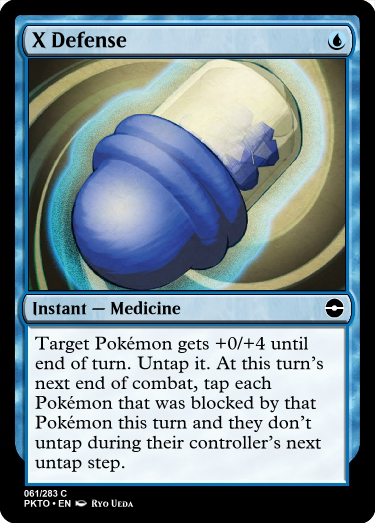 X Defense
Instant — Medicine
Target Pokémon gets +0/+4 until
end of turn. Untap it. At this turn's
next end of combat, tap each
Pokémon that was blocked by that
Pokémon this turn and they don't
untap during their controller's next
untap step.
061/283 C
PKTO • EN Ryo Ueda